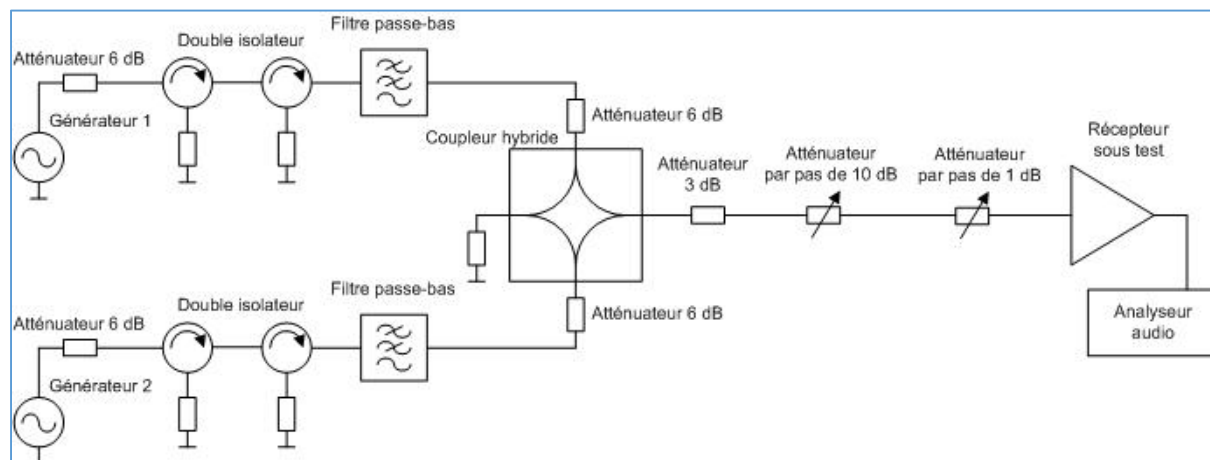 Filtre passe-bas
Double isolateur
Atténuateur 6 dB
Générateur 1
Atténuateur 6 dB
Coupleur hybride
Atténuateur
3 dB
Atténuateur
par pas de 10 dB
Atténuateur
par pas de 1 dB
Récepteur
sous test
Filtre passe-bas
Double isolateur
Atténuateur 6 dB
Atténuateur 6 dB
Générateur 2
Analyseur
audio